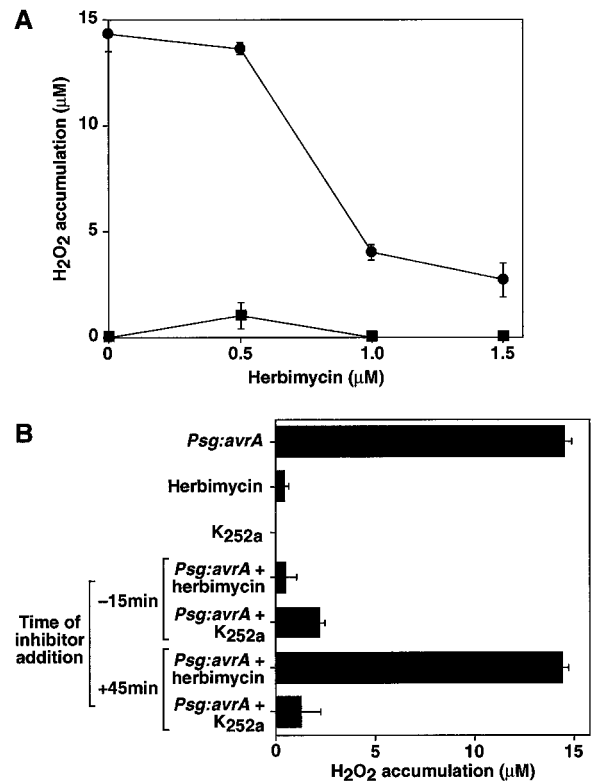 A
H2O2 accumulation (μM)
15
10
5
0
0 0.5 1.0 1.5
Herbimycin (μM)
B
Psg:avrA
Herbimycin
K252a
Time of
inhibitor
addition
–15min
Psg:avrA +
herbimycin
Psg:avrA +
K252a
+45min
Psg:avrA +
herbimycin
Psg:avrA +
K252a
0 5 10 15
H2O2 accumulation (μM)